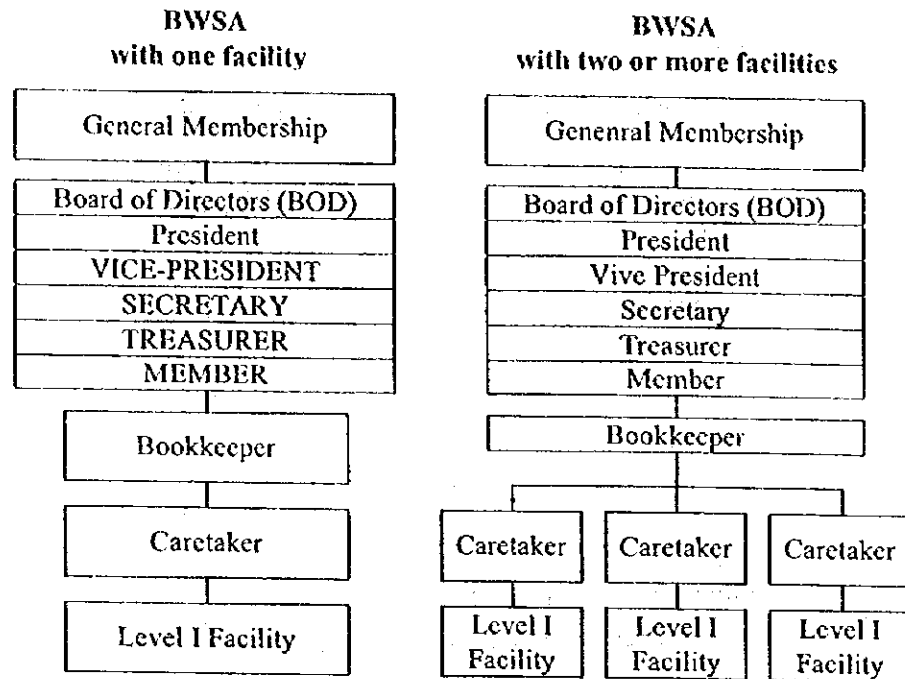 BWSA
with one facility
General Membership
Board of Directors (BOD)
President
VICE-PRESIDENT
SECRETARY
TREASURER
MEMBER
Bookkeeper
Caretaker
Level I Facility
BWSA
with two or more facilities
Genenral Membership
Board of Directors (BOD)
President
Vive President
Secretary
Treasurer
Member
Bookkeeper
Caretaker
Caretaker
Caretaker
Level I
Facility
Level I
Facility
Level I
Facility